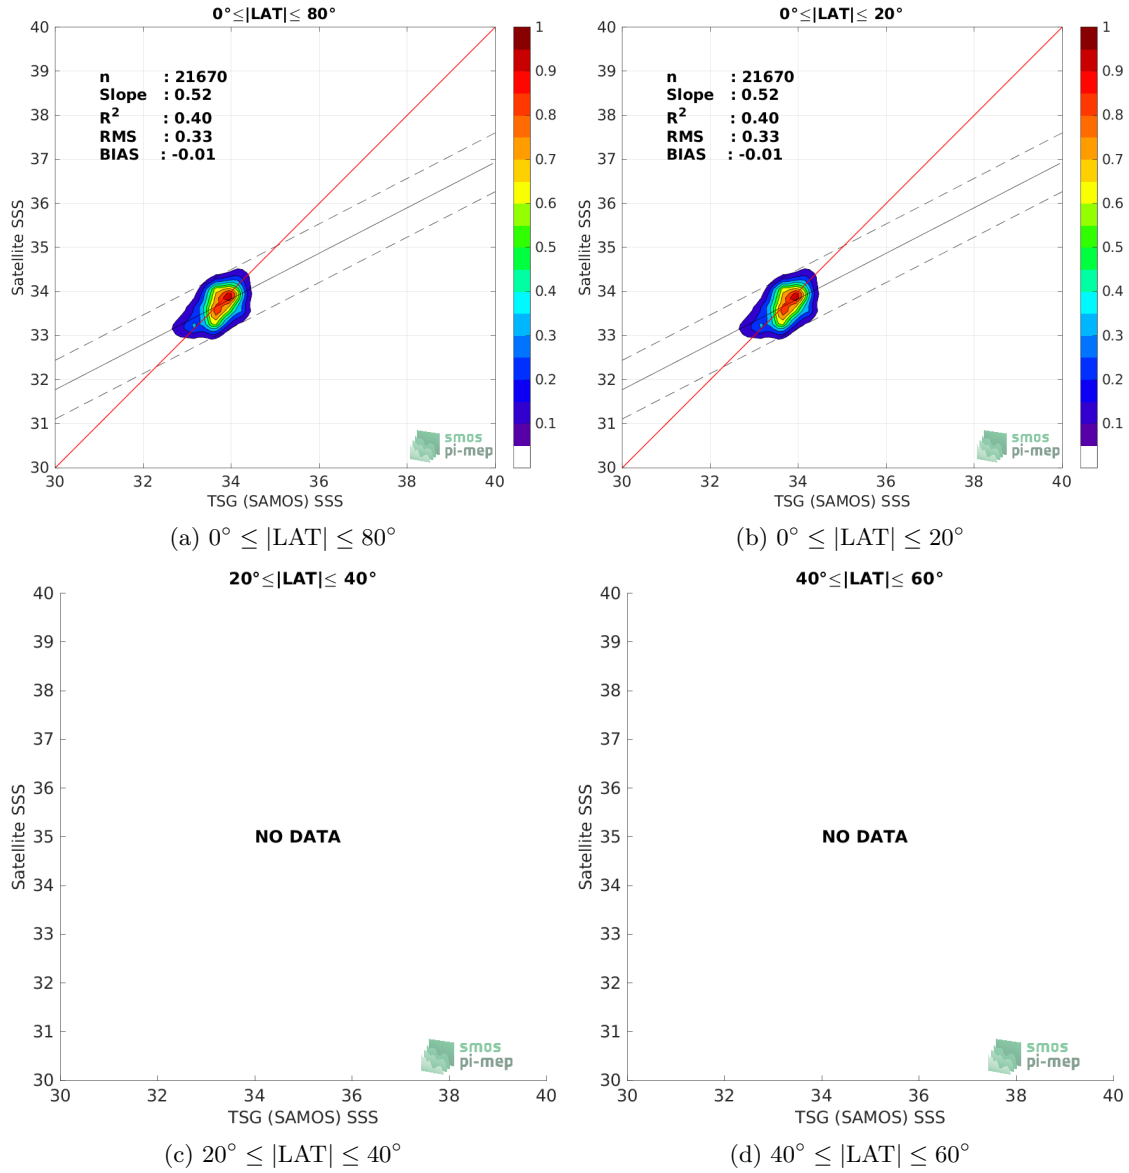 0°≤|LAT|≤ 80°
40
39
38
37
36
35
34
33
32
31
30
Satellite SSS
n : 21670
Slope : 0.52
R² : 0.40
RMS : 0.33
BIAS : -0.01
smos
pi-mep
30 32 34 36 38 40
TSG (SAMOS) SSS
1
0.9
0.8
0.7
0.6
0.5
0.4
0.3
0.2
0.1
(a) 0° ≤ |LAT| ≤ 80°
0°≤|LAT|≤ 20°
40
39
38
37
36
35
34
33
32
31
30
Satellite SSS
n : 21670
Slope : 0.52
R² : 0.40
RMS : 0.33
BIAS : -0.01
smos
pi-mep
30 32 34 36 38 40
TSG (SAMOS) SSS
1
0.9
0.8
0.7
0.6
0.5
0.4
0.3
0.2
0.1
(b) 0° ≤ |LAT| ≤ 20°
20°≤|LAT|≤ 40°
40
39
38
37
36
35
34
33
32
31
30
Satellite SSS
NO DATA
smos
pi-mep
30 32 34 36 38 40
TSG (SAMOS) SSS
(c) 20° ≤ |LAT| ≤ 40°
40°≤|LAT|≤ 60°
40
39
38
37
36
35
34
33
32
31
30
Satellite SSS
NO DATA
smos
pi-mep
30 32 34 36 38 40
TSG (SAMOS) SSS
(d) 40° ≤ |LAT| ≤ 60°